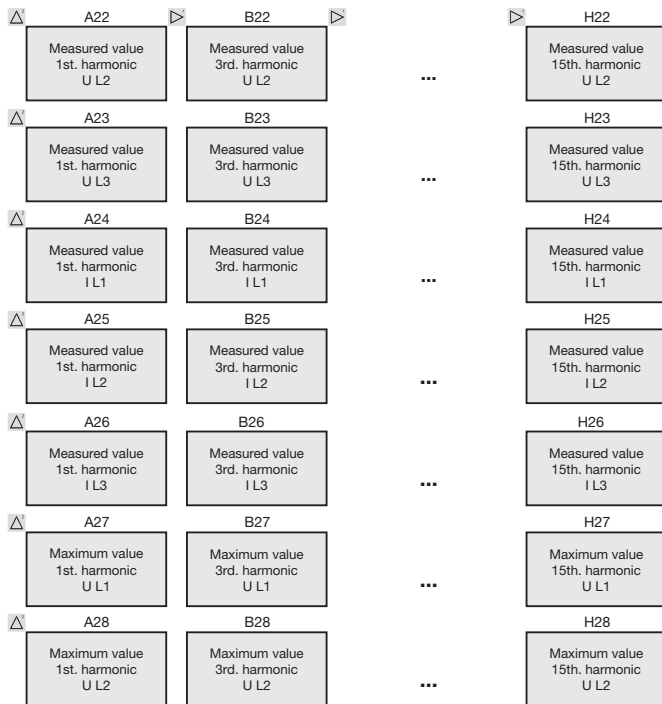 A22 B22 H22
Measured value Measured value Measured value
1st. harmonic 3rd. harmonic 15th. harmonic
U L2 U L2 ... U L2
A23 B23 H23
Measured value Measured value Measured value
1st. harmonic 3rd. harmonic 15th. harmonic
U L3 U L3 ... U L3
A24 B24 H24
Measured value Measured value Measured value
1st. harmonic 3rd. harmonic 15th. harmonic
I L1 I L1 ... I L1
A25 B25 H25
Measured value Measured value Measured value
1st. harmonic 3rd. harmonic 15th. harmonic
I L2 I L2 ... I L2
A26 B26 H26
Measured value Measured value Measured value
1st. harmonic 3rd. harmonic 15th. harmonic
I L3 I L3 ... I L3
A27 B27 H27
Maximum value Maximum value Maximum value
1st. harmonic 3rd. harmonic 15th. harmonic
U L1 U L1 ... U L1
A28 B28 H28
Maximum value Maximum value Maximum value
1st. harmonic 3rd. harmonic 15th. harmonic
U L2 U L2 ... U L2